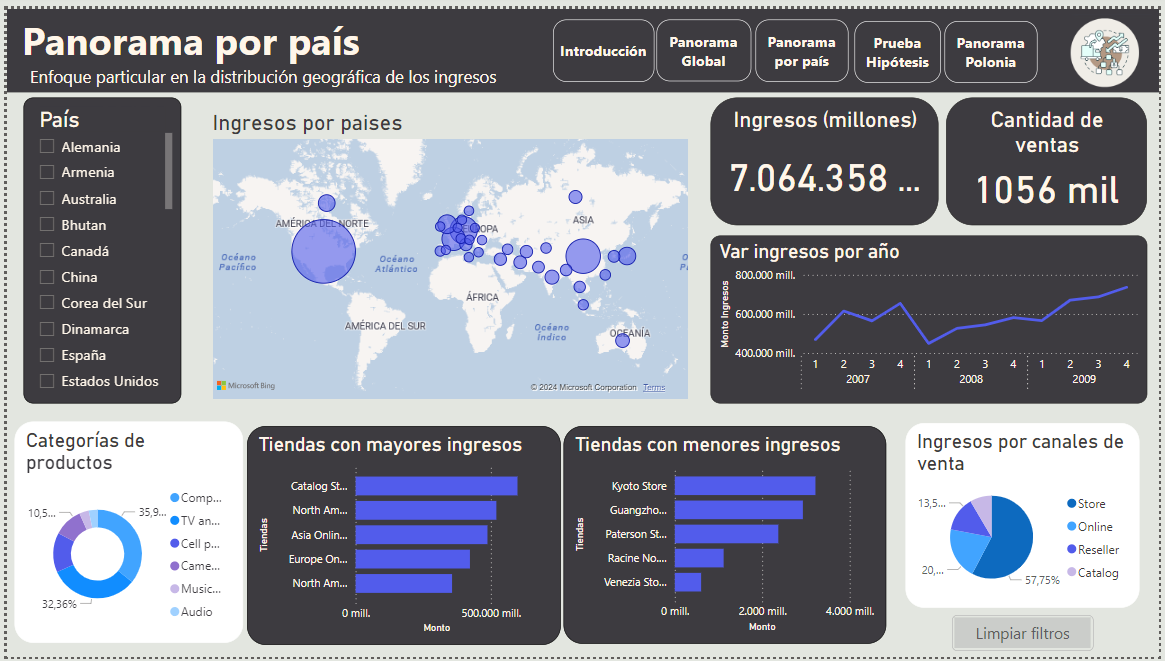 Panorama por país
Enfoque particular en la distribución geográfica de los ingresos
Introducción
Panorama
Global
Panorama
por país
Prueba
Hipótesis
Panorama
Polonia
País
Alemania
Armenia
Australia
Bhutan
Canadá
China
Corea del Sur
Dinamarca
España
Estados Unidos
Ingresos por paises
AMÉRICA DEL NORTE
EUROPA
ASIA
Océano
Pacífico
Océano
Atlántico
ÁFRICA
AMÉRICA DEL SUR
Océano
Índico
OCEANÍA
Microsoft Bing
© 2024 Microsoft Corporation Terms
Ingresos (millones)
7.064.358 ...
Cantidad de
ventas
1056 mil
Var ingresos por año
Monto Ingresos
800.000 mill.
600.000 mill.
400.000 mill.
1 2 3 4 1 2 3 4 1 2 3 4
2007 2008 2009
Categorías de
productos
35,9...
10,5...
32,36%
Comp...
TV an...
Cell p...
Came...
Music...
Audio
Tiendas con mayores ingresos
Tiendas
Catalog St...
North Am...
Asia Onlin...
Europe On...
North Am...
0 mill. 500.000 mill.
Monto
Tiendas con menores ingresos
Tiendas
Kyoto Store
Guangzho...
Paterson St...
Racine No...
Venezia Sto...
0 mill. 2.000 mill. 4.000 mill.
Monto
Ingresos por canales de
venta
13,5...
20,...
57,75%
Store
Online
Reseller
Catalog
Limpiar filtros